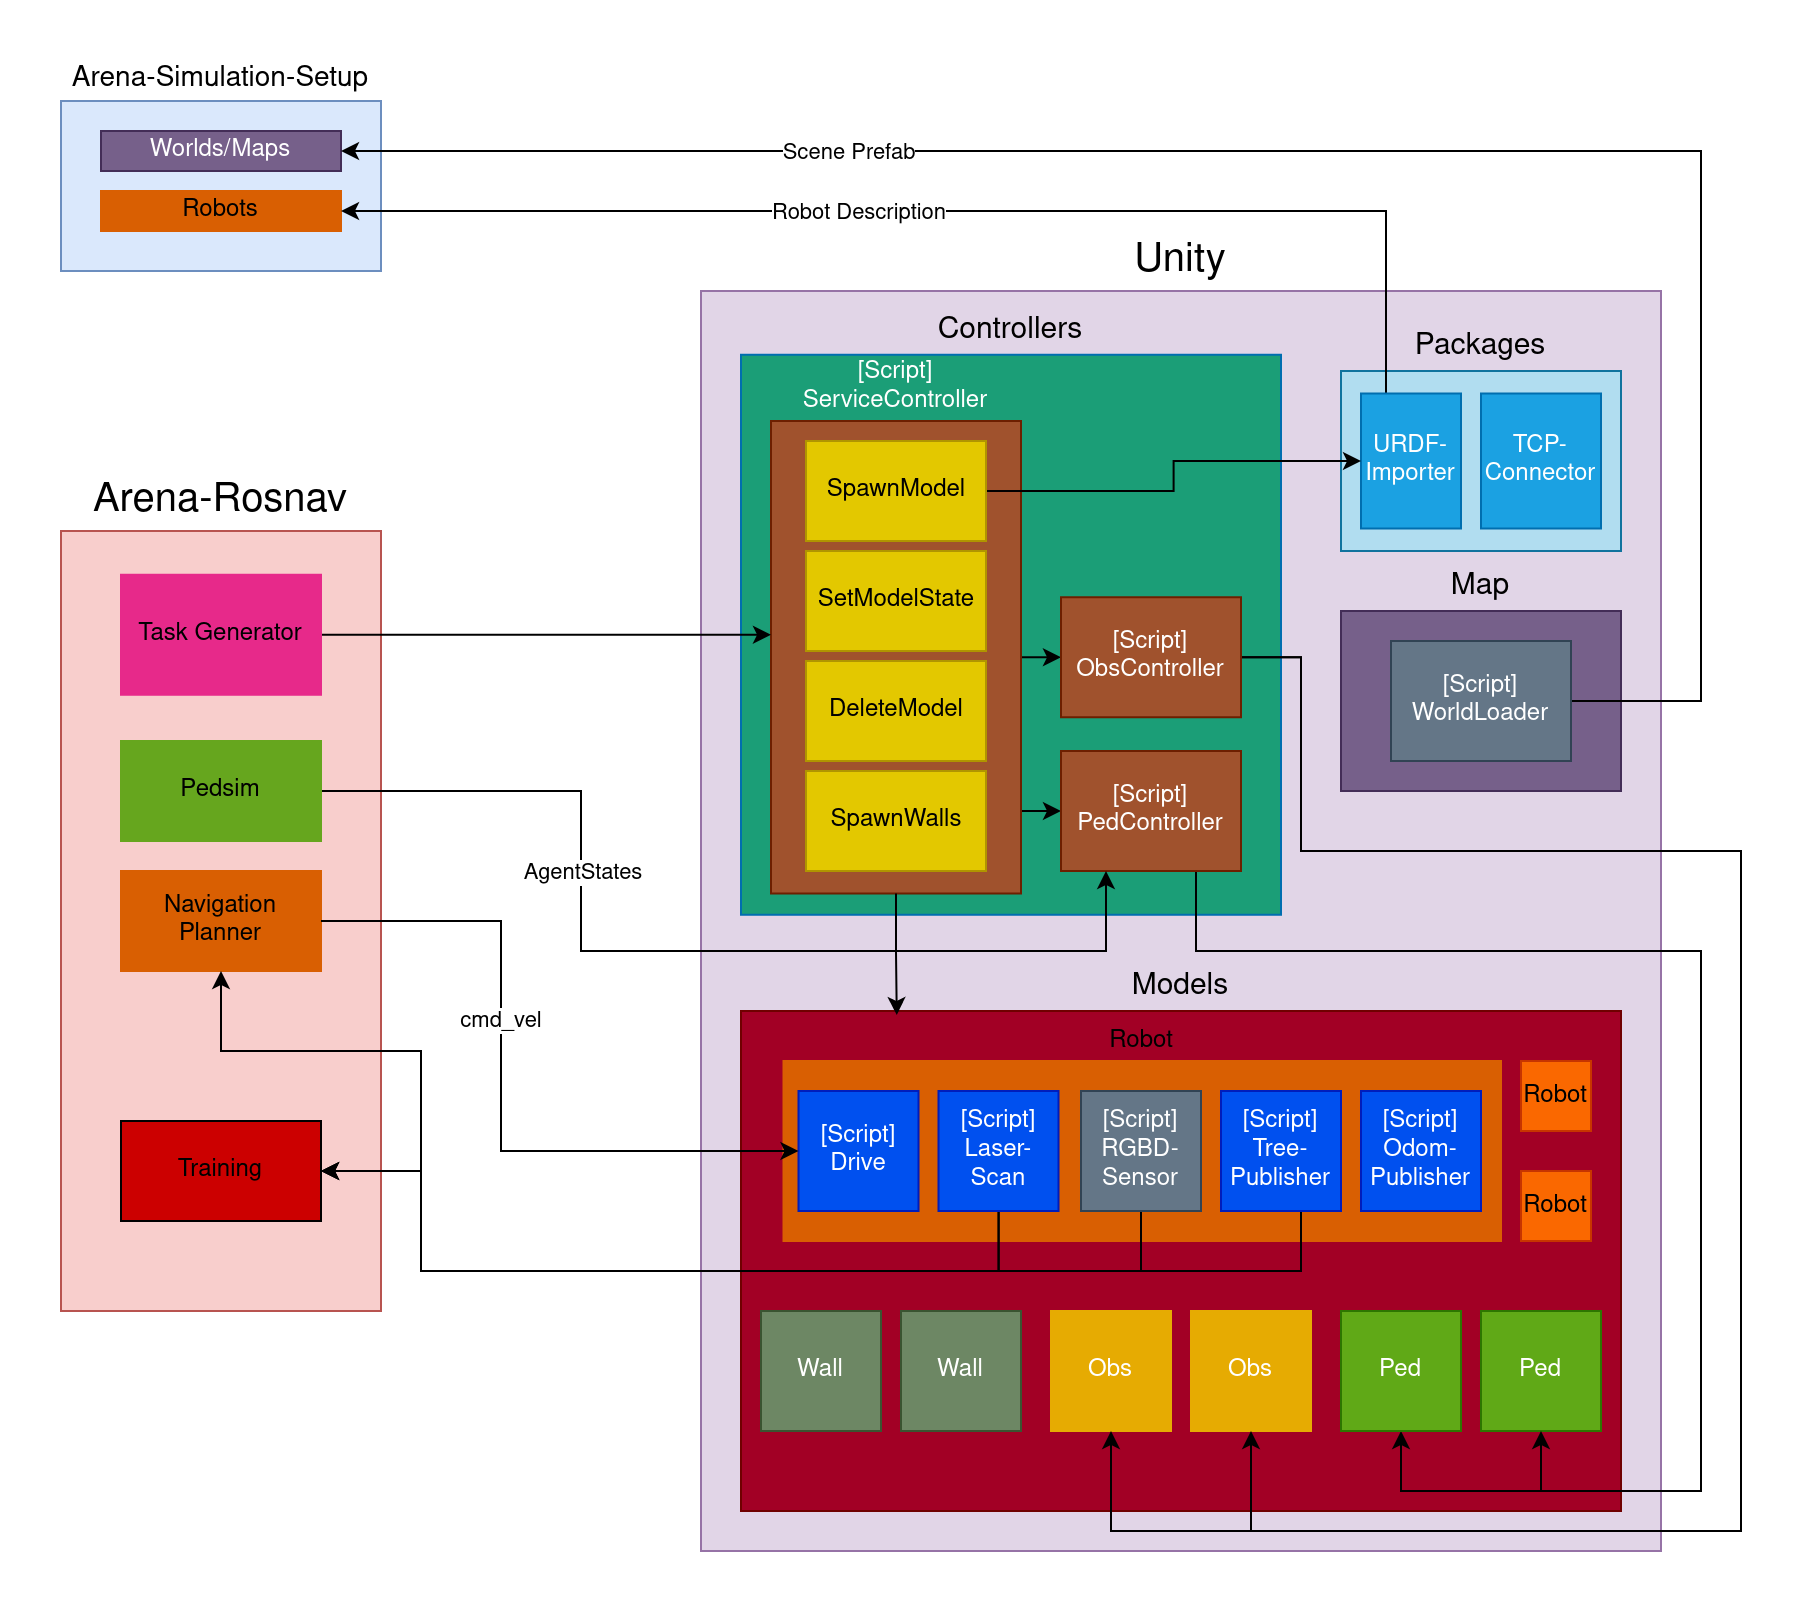 Arena-Simulation-Setup
Worlds/Maps
Robots
Scene Prefab
Robot Description
Unity
Controllers
[Script]
ServiceController
SpawnModel
SetModelState
DeleteModel
SpawnWalls
[Script]
ObsController
[Script]
PedController
Packages
URDF-
Importer
TCP-
Connector
Map
[Script]
WorldLoader
Arena-Rosnav
Task Generator
Pedsim
Navigation
Planner
Training
AgentStates
cmd_vel
Models
Robot
[Script]
Drive
[Script]
Laser-
Scan
[Script]
RGBD-
Sensor
[Script]
Tree-
Publisher
[Script]
Odom-
Publisher
Robot
Robot
Wall
Wall
Obs
Obs
Ped
Ped